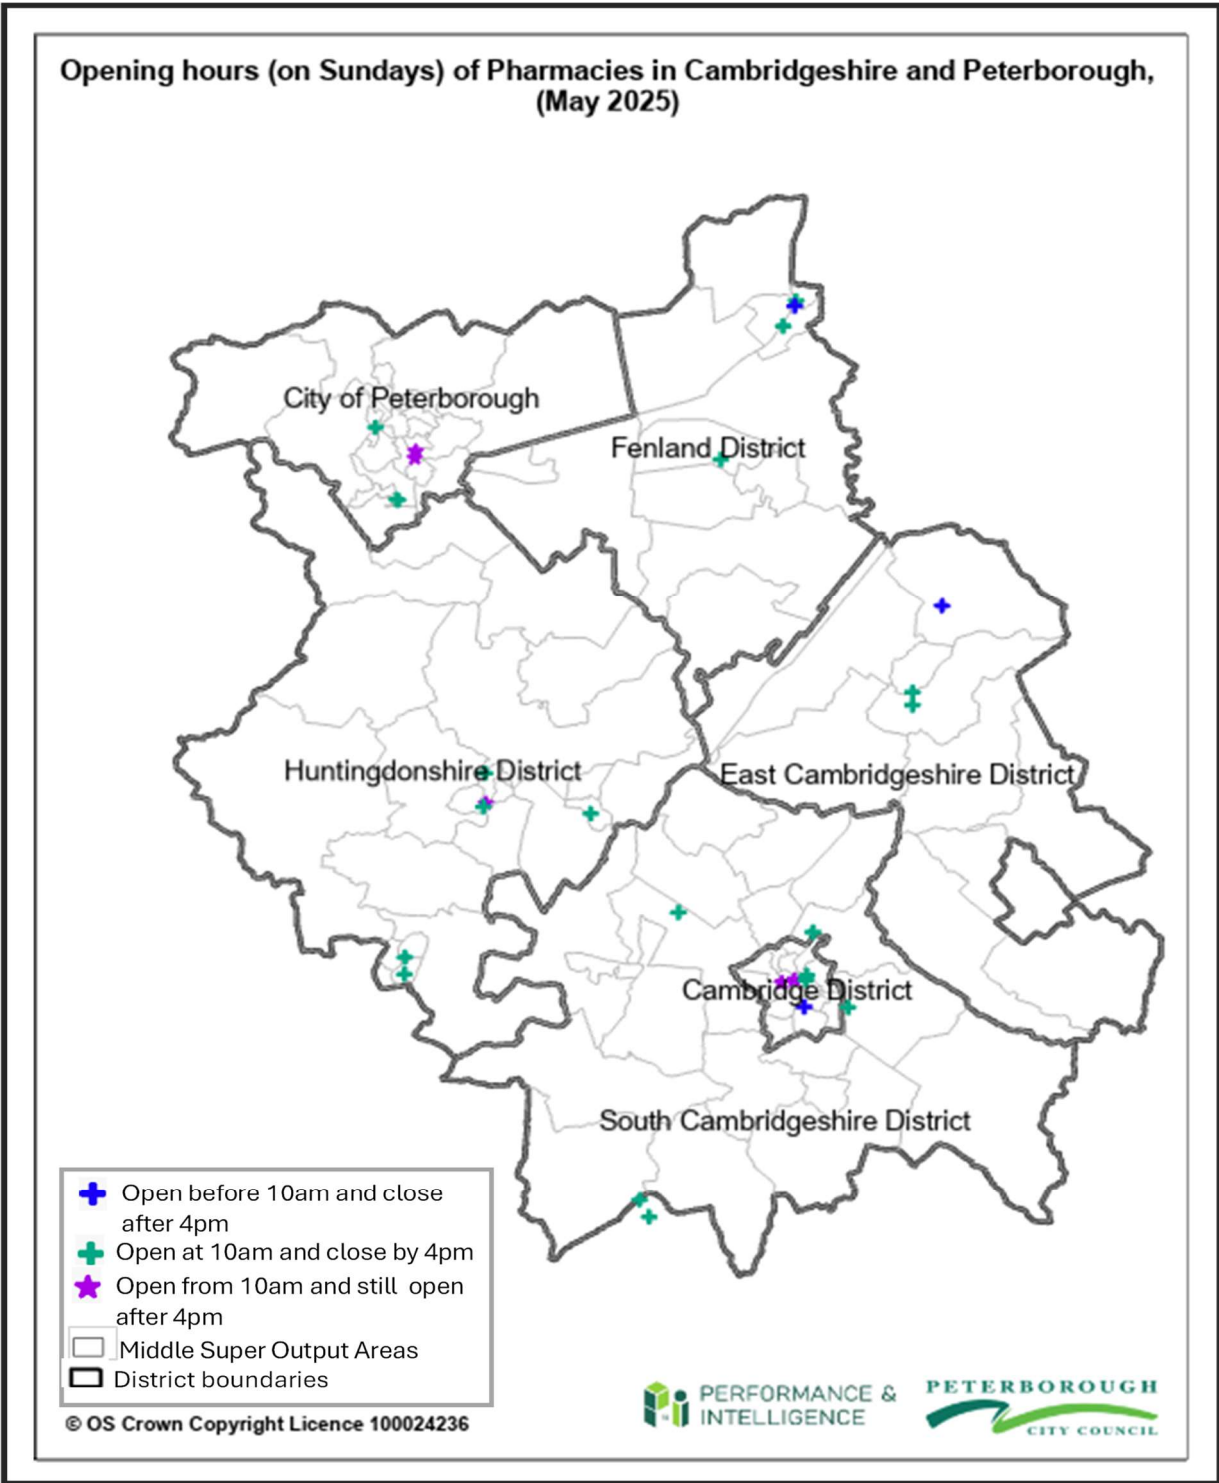 Opening hours (on Sundays) of Pharmacies in Cambridgeshire and Peterborough,
(May 2025)
City of Peterborough
Fenland District
Huntingdonshire District
East Cambridgeshire District
Cambridge District
South Cambridgeshire District
Open before 10am and close
after 4pm
Open at 10am and close by 4pm
Open from 10am and still open
after 4pm
Middle Super Output Areas
District boundaries
© OS Crown Copyright Licence 100024236
PERFORMANCE &
INTELLIGENCE
PETERBOROUGH
CITY COUNCIL